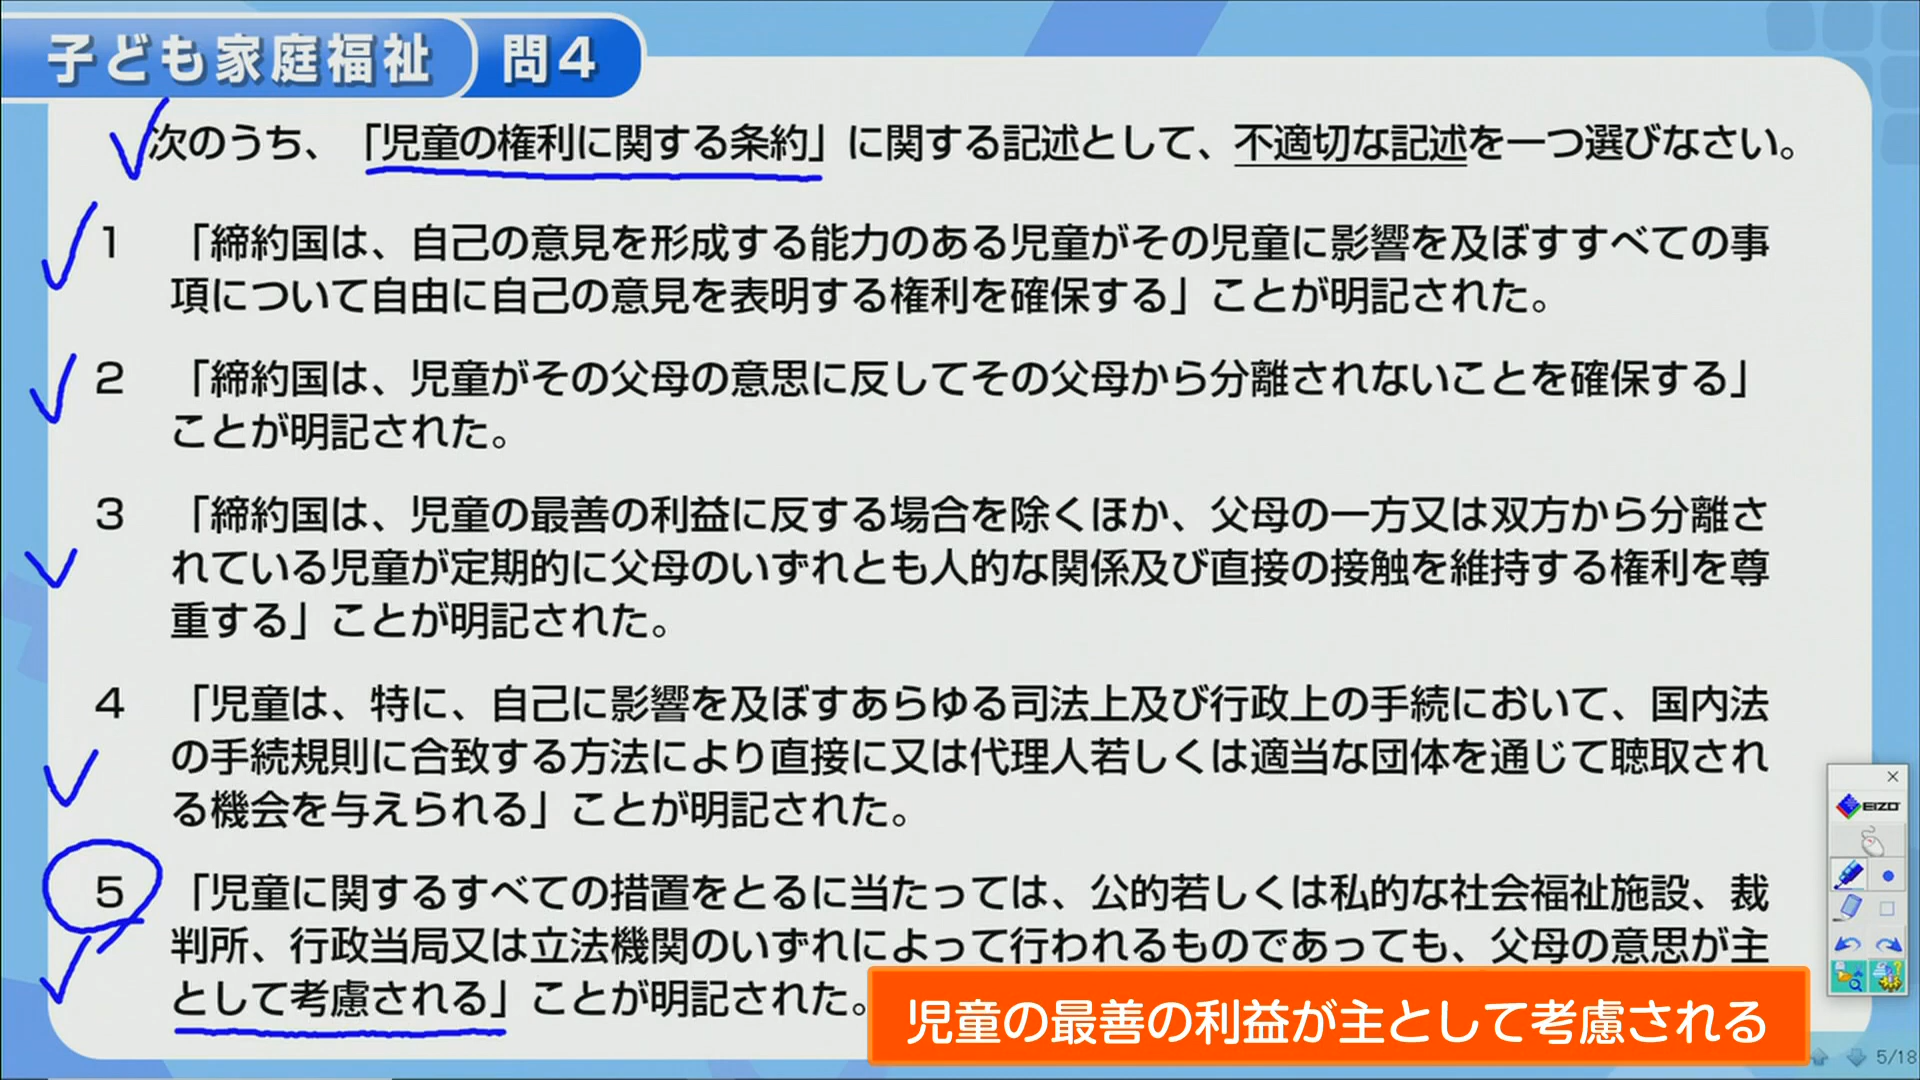 子ども家庭福祉 問4
次のうち、「児童の権利に関する条約」に関する記述として、不適切な記述を一つ選びなさい。
1 「締約国は、自己の意見を形成する能力のある児童がその児童に影響を及ぼすすべての事
項について自由に自己の意見を表明する権利を確保する」ことが明記された。
2 「締約国は、児童がその父母の意思に反してその父母から分離されないことを確保する」
ことが明記された。
3 「締約国は、児童の最善の利益に反する場合を除くほか、父母の一方又は双方から分離さ
れている児童が定期的に父母のいずれとも人的な関係及び直接の接触を維持する権利を尊
重する」ことが明記された。
4 「児童は、特に、自己に影響を及ぼすあらゆる司法上及び行政上の手続において、国内法
の手続規則に合致する方法により直接に又は代理人若しくは適当な団体を通じて聴取され
る機会を与えられる」ことが明記された。
5 「児童に関するすべての措置をとるに当たっては、公的若しくは私的な社会福祉施設、裁
判所、行政当局又は立法機関のいずれによって行われるものであっても、父母の意思が主
として考慮される」ことが明記された。
児童の最善の利益が主として考慮される
EIZO
5/18